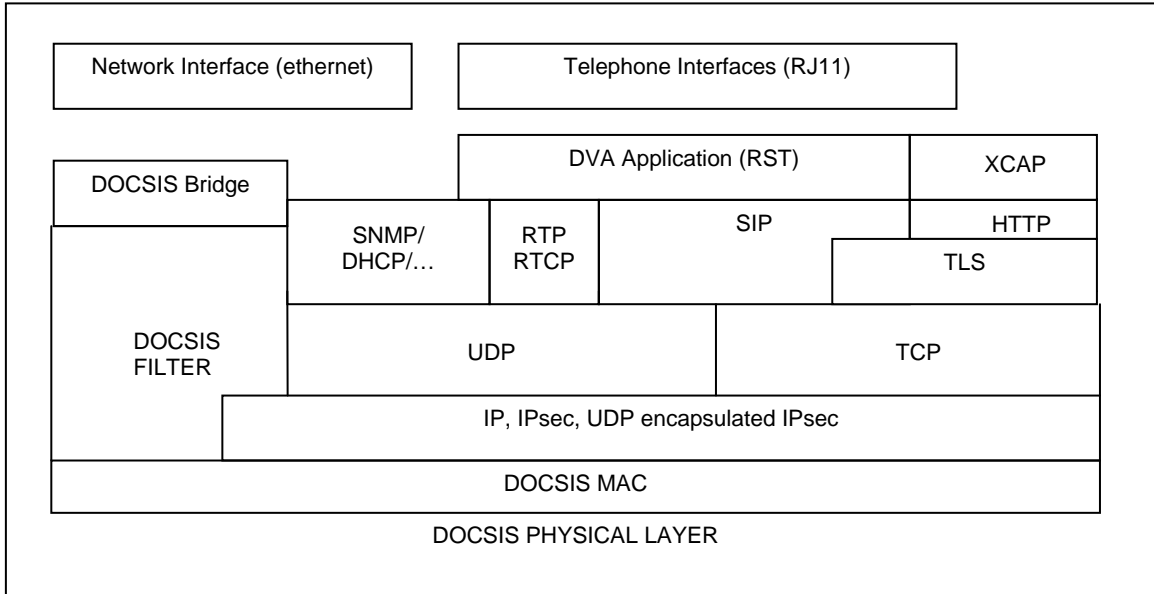 Network Interface (ethernet)
Telephone Interfaces (RJ11)
DVA Application (RST)
XCAP
DOCSIS Bridge
SNMP/
DHCP/…
RTP
RTCP
SIP
HTTP
TLS
DOCSIS
FILTER
UDP
TCP
IP, IPsec, UDP encapsulated IPsec
DOCSIS MAC
DOCSIS PHYSICAL LAYER